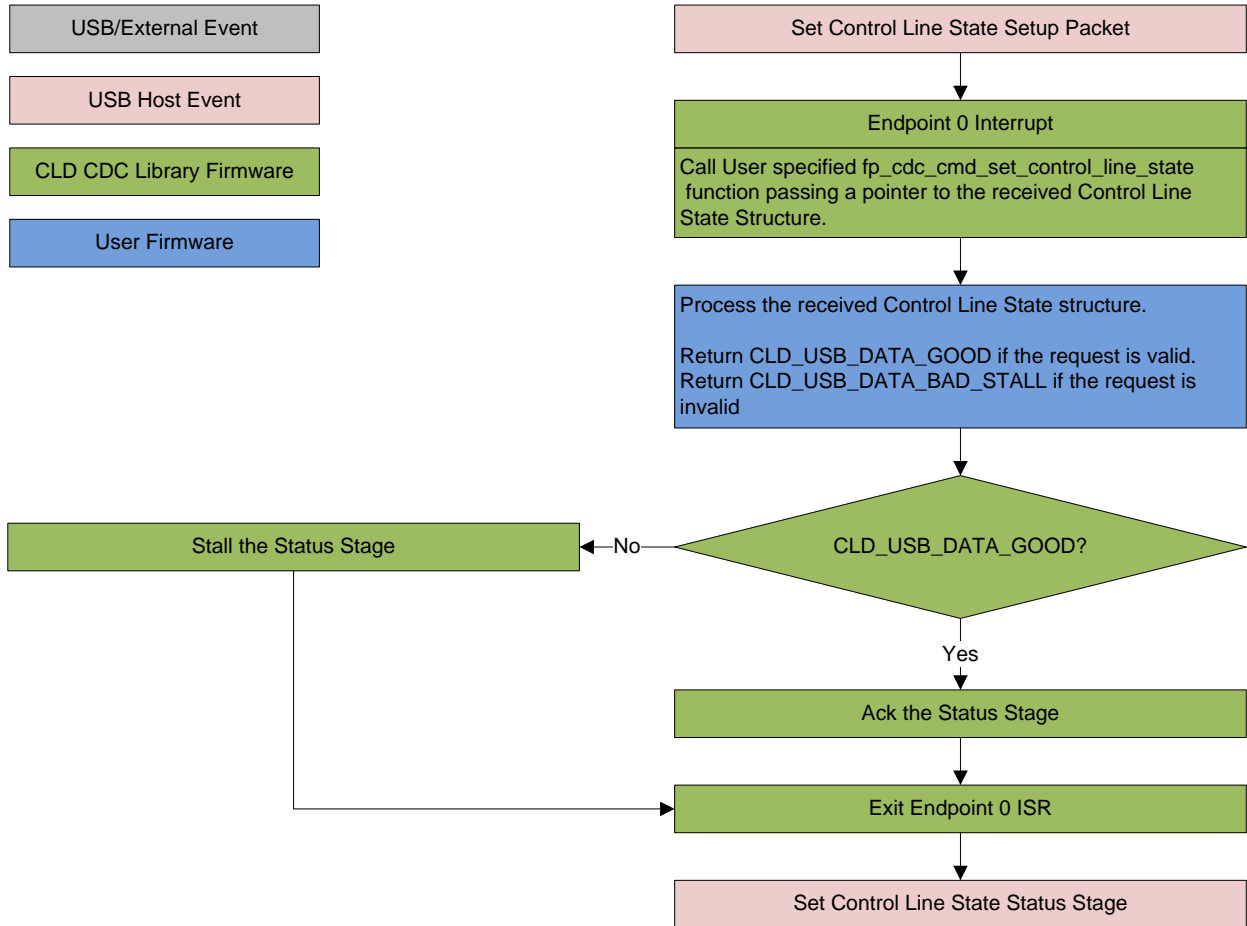 USB/External Event
USB Host Event
CLD CDC Library Firmware
User Firmware
Set Control Line State Setup Packet
Endpoint 0 Interrupt
Call User specified fp_cdc_cmd_set_control_line_state
function passing a pointer to the received Control Line
State Structure.
Process the received Control Line State structure.
Return CLD_USB_DATA_GOOD if the request is valid.
Return CLD_USB_DATA_BAD_STALL if the request is
invalid
CLD_USB_DATA_GOOD?
No
Stall the Status Stage
Yes
Ack the Status Stage
Exit Endpoint 0 ISR
Set Control Line State Status Stage